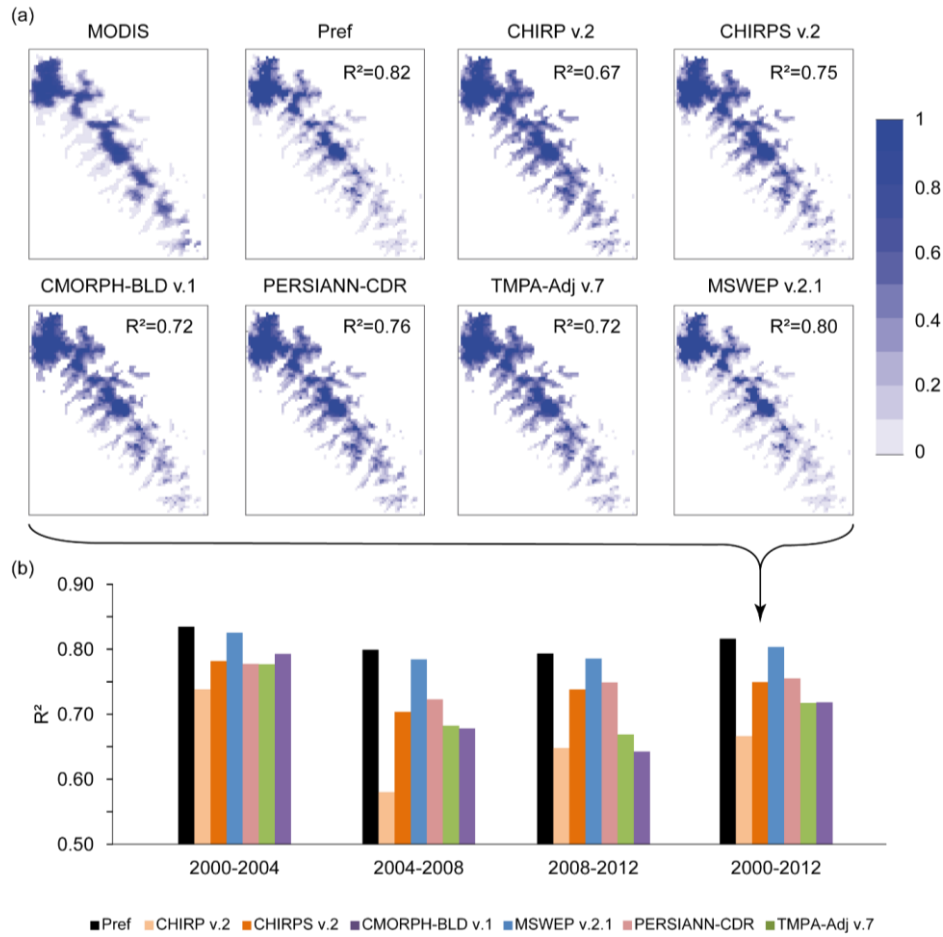 (a)
MODIS Pref CHIRP v.2 CHIRPS v.2
R²=0.82 R²=0.67 R²=0.75
1
0.8
0.6
0.4
0.2
0
CMORPH-BLD v.1 PERSIANN-CDR TMPA-Adj v.7 MSWEP v.2.1
R²=0.72 R²=0.76 R²=0.72 R²=0.80
(b)
0.90
0.80
0.70
0.60
0.50
R²
2000-2004 2004-2008 2008-2012 2000-2012
Pref CHIRP v.2 CHIRPS v.2 CMORPH-BLD v.1 MSWEP v.2.1 PERSIANN-CDR TMPA-Adj v.7